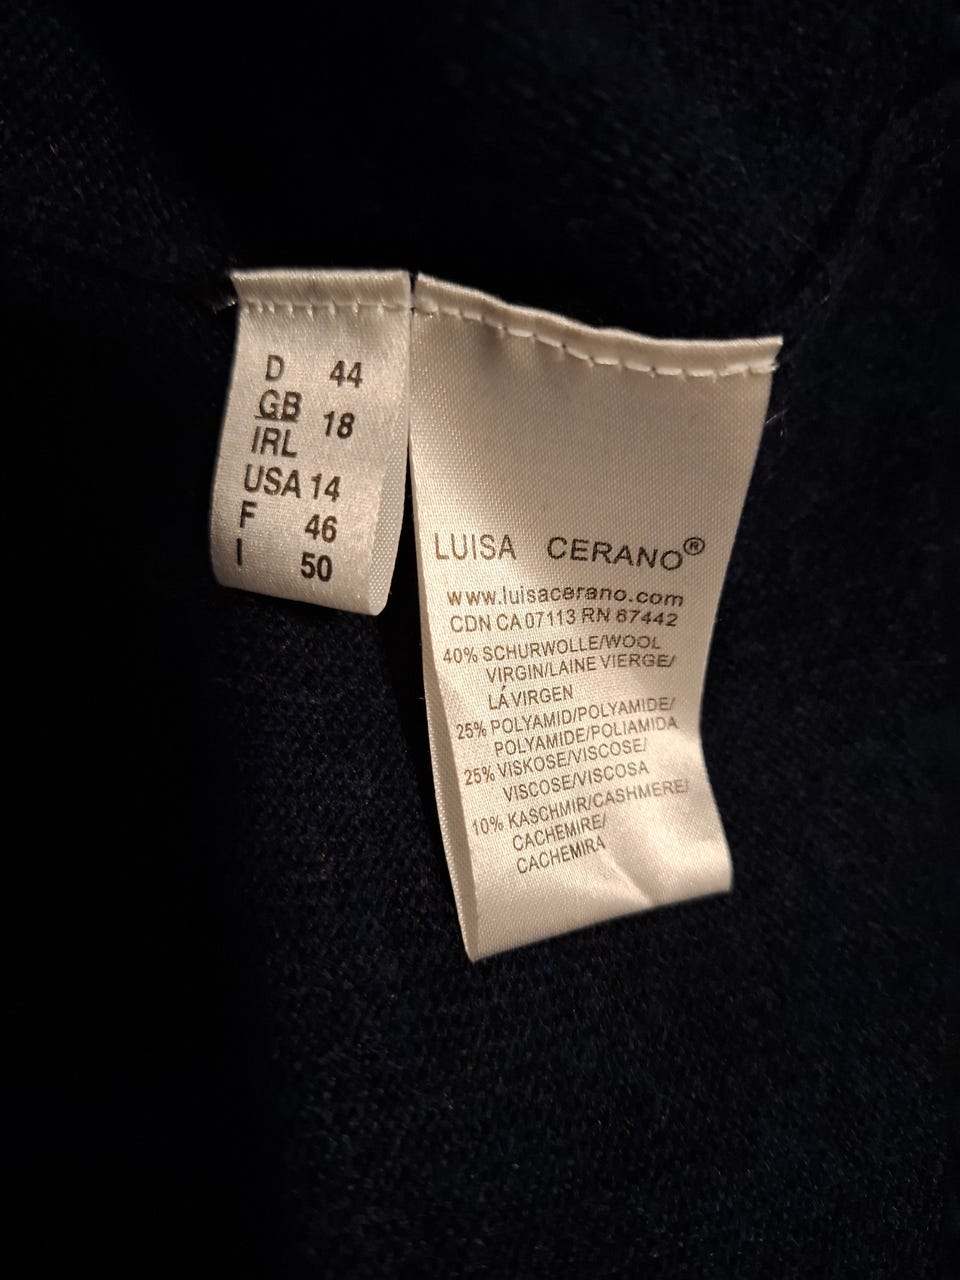 D 44
GB 18
IRL
USA 14
F 46
I 50
LUISA CERANO®
www.luisacerano.com
CDN CA 07113 RN 67442
40% SCHURWOLLE/WOOL
VIRGIN/LAINE VIERGE/
LÁ VIRGEN
25% POLYAMID/POLYAMIDE/
POLYAMIDE/POLIAMIDA
25% VISKOSE/VISCOSE/
VISCOSE/VISCOSA
10% KASCHMIR/CASHMERE/
CACHEMIRE/
CACHEMIRA